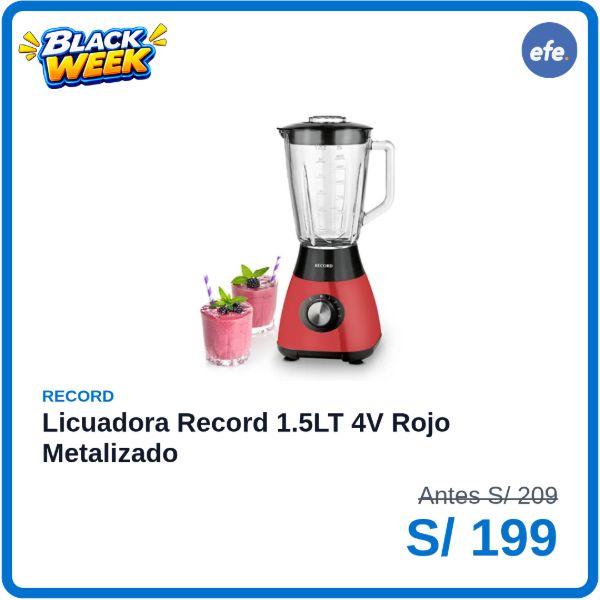 BLACK
WEEK
efe.
RECORD
RECORD
Licuadora Record 1.5LT 4V Rojo
Metalizado
Antes S/ 209
S/ 199